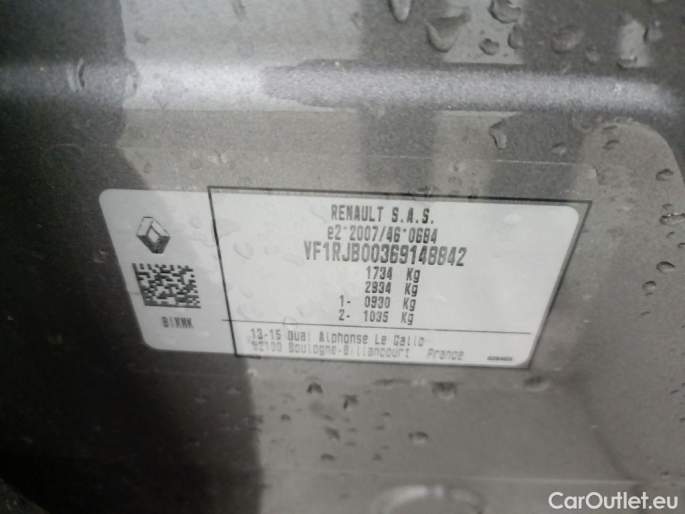 RENAULT S.A.S.
e2*2007/46*0684
VF1RJB00369148842
1734 Kg
2934 Kg
1- 0930 Kg
2- 1035 Kg
13-15 Quai Alphonse Le Gallo
92100 Boulogne-Billancourt France
CarOutlet.eu